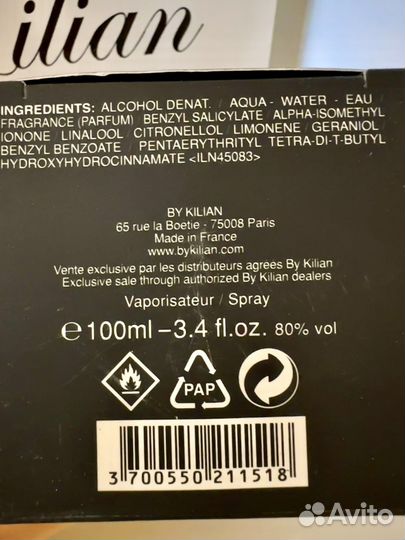 Kilian
INGREDIENTS: ALCOHOL DENAT. / AQUA - WATER - EAU /
FRAGRANCE (PARFUM) BENZYL SALICYLATE ALPHA-ISOMETHYL
IONONE / LINALOOL / CITRONELLOL LIMONENE / GERANIOL
BENZYL BENZOATE / PENTAERYTHRITYL TETRA-DI-T-BUTYL
HYDROXYHYDROCINNAMATE <ILN45083>
BY KILIAN
65 rue la Boetie - 75008 Paris
Made in France
www.bykilian.com
Vente exclusive par les distributeurs agrées By Kilian
Exclusive sale through authorized By Kilian dealers
Vaporisateur / Spray
℮ 100ml – 3.4 fl.oz. 80% vol
PAP
3 700550 211518
Avito